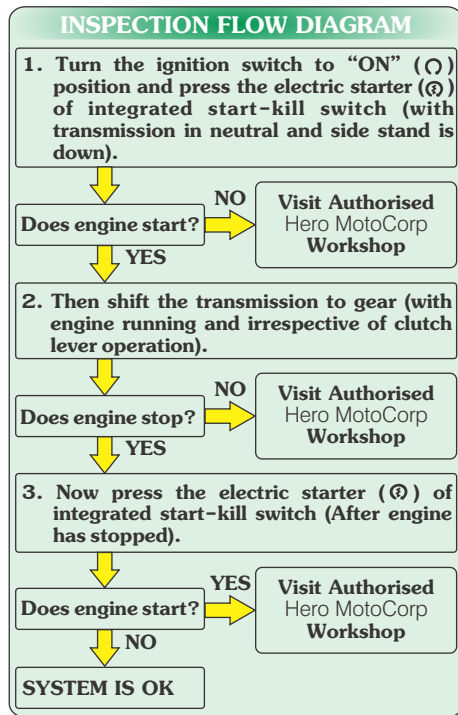 INSPECTION FLOW DIAGRAM
1. Turn the ignition switch to “ON” ( )
position and press the electric starter ( )
of integrated start-kill switch (with
transmission in neutral and side stand is
down).
Does engine start?
NO
Visit Authorised
Hero MotoCorp
Workshop
YES
2. Then shift the transmission to gear (with
engine running and irrespective of clutch
lever operation).
Does engine stop?
NO
Visit Authorised
Hero MotoCorp
Workshop
YES
3. Now press the electric starter ( ) of
integrated start-kill switch (After engine
has stopped).
Does engine start?
YES
Visit Authorised
Hero MotoCorp
Workshop
NO
SYSTEM IS OK